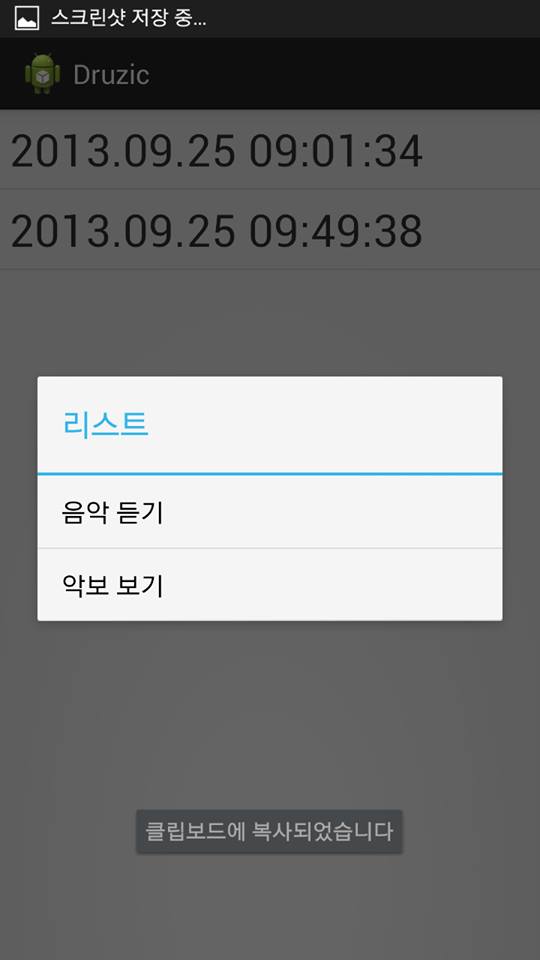 스크린샷 저장 중...
Druzic
2013.09.25 09:01:34
2013.09.25 09:49:38
리스트
음악 듣기
악보 보기
클립보드에 복사되었습니다